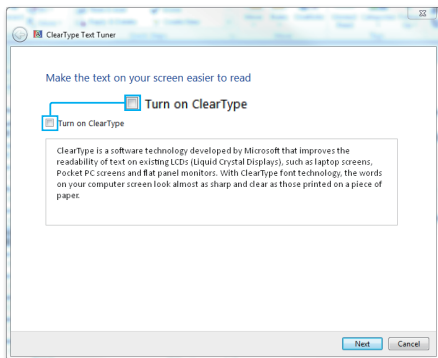 ClearType Text Tuner
Make the text on your screen easier to read
Turn on ClearType
Turn on ClearType
ClearType is a software technology developed by Microsoft that improves the
readability of text on existing LCDs (Liquid Crystal Displays), such as laptop screens,
Pocket PC screens and flat panel monitors. With ClearType font technology, the words
on your computer screen look almost as sharp and clear as those printed on a piece of
paper.
Next
Cancel